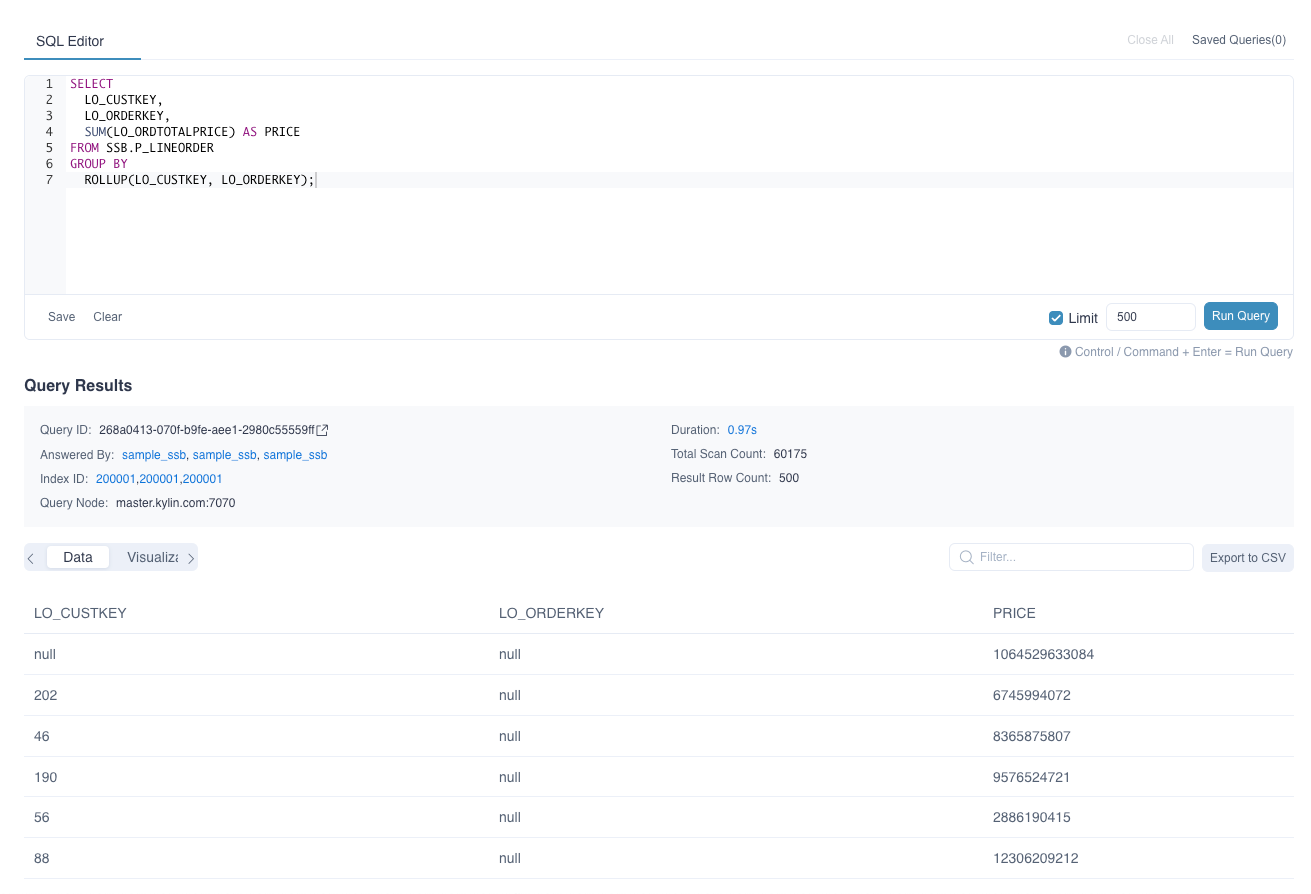 SQL Editor
Close All Saved Queries(0)
1 SELECT
2 LO_CUSTKEY,
3 LO_ORDERKEY,
4 SUM(LO_ORDTOTALPRICE) AS PRICE
5 FROM SSB.P_LINEORDER
6 GROUP BY
7 ROLLUP(LO_CUSTKEY, LO_ORDERKEY);
Save Clear Limit 500 Run Query
Control / Command + Enter = Run Query
Query Results
Query ID: 268a0413-070f-b9fe-aee1-2980c55559ff Duration: 0.97s
Answered By: sample_ssb, sample_ssb, sample_ssb Total Scan Count: 60175
Index ID: 200001,200001,200001 Result Row Count: 500
Query Node: master.kylin.com:7070
Data Visualiza Filter... Export to CSV
LO_CUSTKEY LO_ORDERKEY PRICE
null null 1064529633084
202 null 6745994072
46 null 8365875807
190 null 9576524721
56 null 2886190415
88 null 12306209212